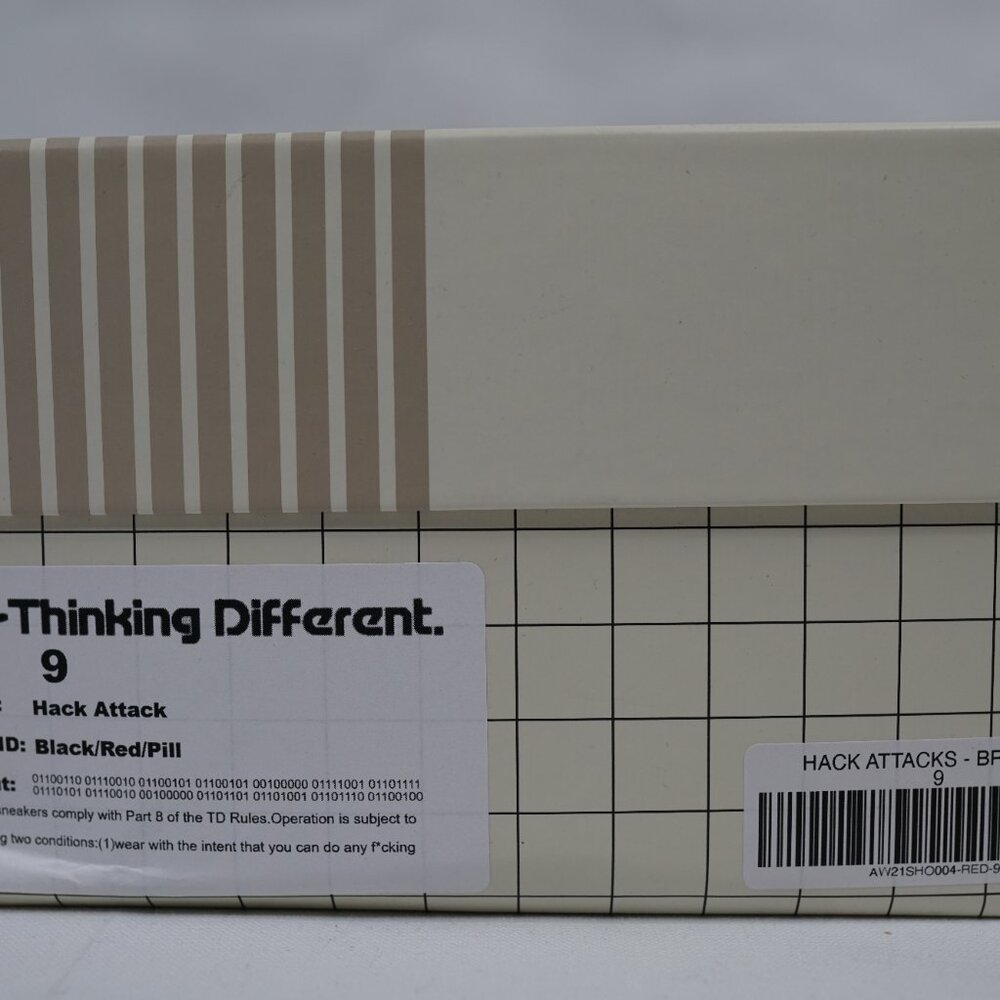 -Thinking Different.
9
: Hack Attack
ID: Black/Red/Pill
t: 01100110 01110010 01100101 01100101 00100000 01111001 01101111
01110101 01110010 00100000 01101101 01101001 01101110 01100100
sneakers comply with Part 8 of the TD Rules.Operation is subject to
g two conditions:(1)wear with the intent that you can do any f*cking
HACK ATTACKS - BR
9
AW21SHO004-RED-9